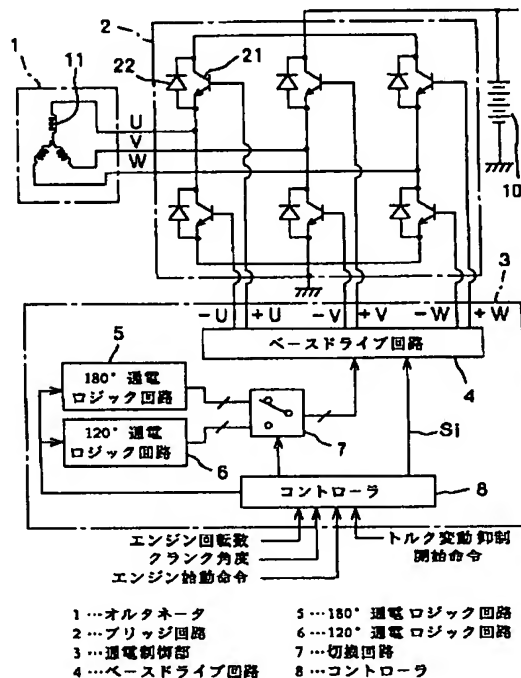 1
2
11
22
21
U
V
W
10
3
−U +U −V +V −W +W
ベースドライブ回路
4
5
180° 通電
ロジック回路
120° 通電
ロジック回路
6
7
Si
コントローラ
8
エンジン回転数
クランク角度
エンジン始動命令
トルク変動抑制
開始命令
1…オルタネータ
2…ブリッジ回路
3…通電制御部
4…ベースドライブ回路
5…180° 通電ロジック回路
6…120° 通電ロジック回路
7…切換回路
8…コントローラ